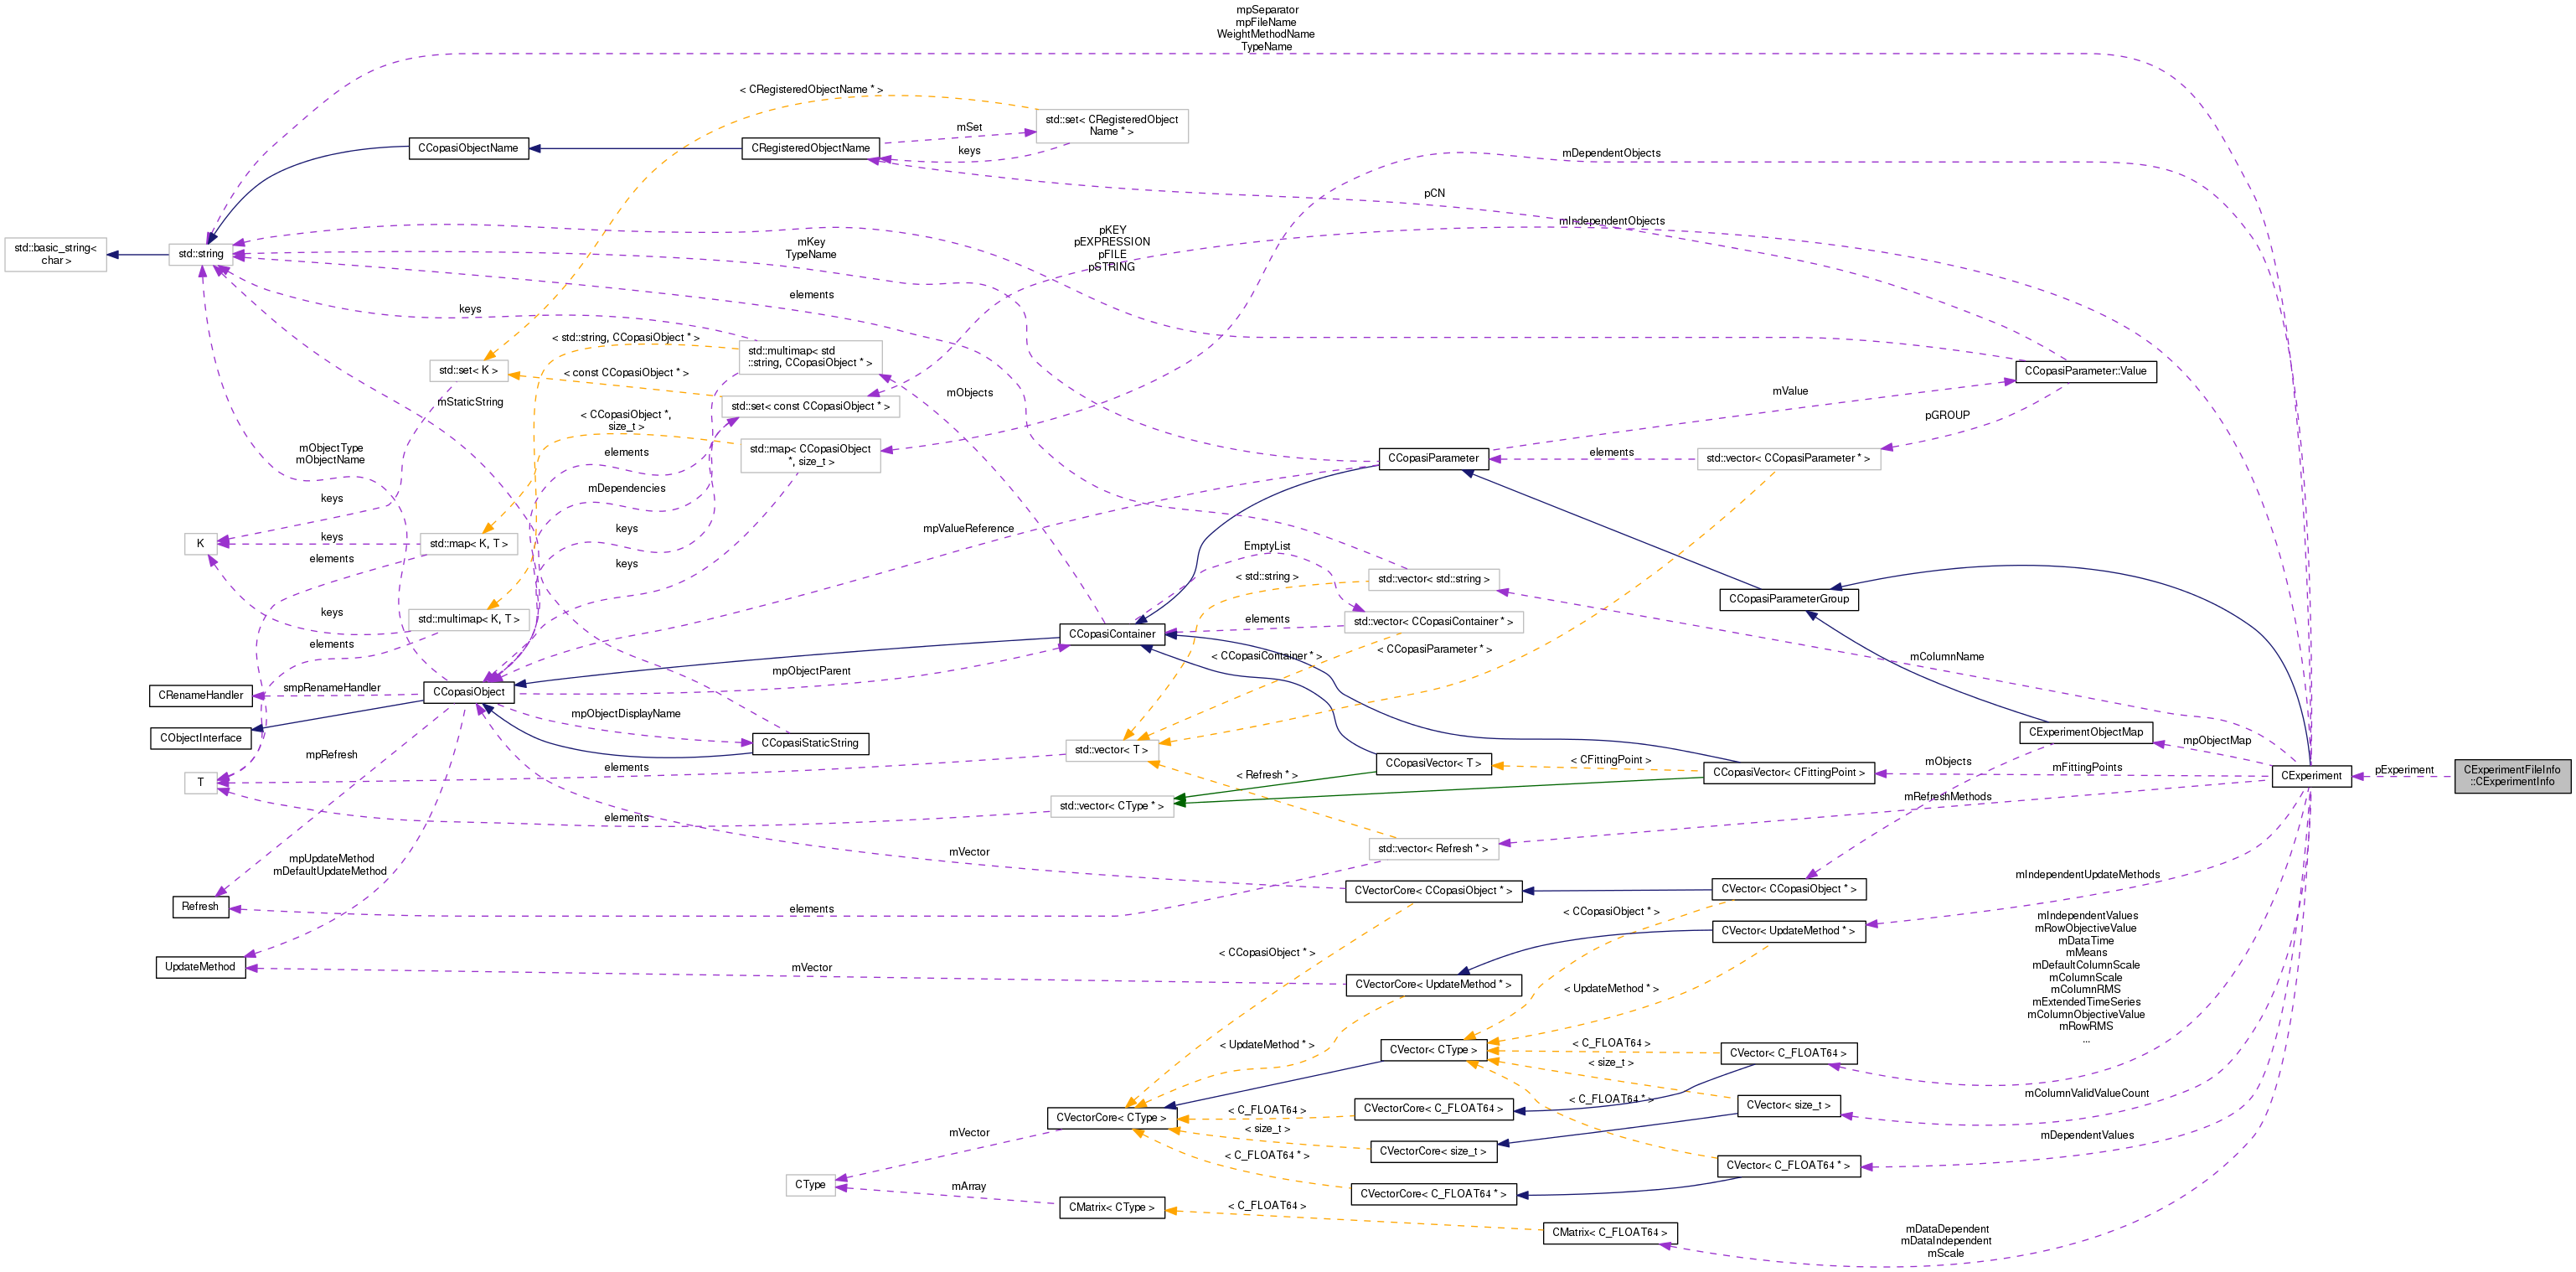 mpSeparator
mpFileName
WeightMethodName
TypeName
< CRegisteredObjectName * >
std::set< CRegisteredObject
Name * >
mSet
keys
CCopasiObjectName
CRegisteredObjectName
mDependentObjects
pCN
mIndependentObjects
std::basic_string<
char >
std::string
mKey
TypeName
pKEY
pEXPRESSION
pFILE
pSTRING
elements
keys
< std::string, CCopasiObject * >
std::multimap< std
::string, CCopasiObject * >
std::set< K >
< const CCopasiObject * >
std::set< const CCopasiObject * >
mObjects
mStaticString
< CCopasiObject *,
size_t >
std::map< CCopasiObject
*, size_t >
CCopasiParameter::Value
mValue
pGROUP
CCopasiParameter
elements
std::vector< CCopasiParameter * >
mObjectType
mObjectName
elements
mDependencies
keys
keys
keys
K
keys
std::map< K, T >
elements
mpValueReference
EmptyList
< std::string >
std::vector< std::string >
CCopasiParameterGroup
keys
std::multimap< K, T >
elements
CCopasiContainer
elements
std::vector< CCopasiContainer * >
< CCopasiContainer * >
< CCopasiParameter * >
mColumnName
CRenameHandler
smpRenameHandler
CCopasiObject
mpObjectParent
mpObjectDisplayName
CObjectInterface
CCopasiStaticString
CExperimentObjectMap
mpObjectMap
mpRefresh
std::vector< T >
elements
T
CCopasiVector< T >
< CFittingPoint >
CCopasiVector< CFittingPoint >
mObjects
mFittingPoints
CExperiment
pExperiment
CExperimentFileInfo
::CExperimentInfo
< Refresh * >
std::vector< CType * >
elements
mRefreshMethods
std::vector< Refresh * >
mVector
mpUpdateMethod
mDefaultUpdateMethod
Refresh
elements
CVectorCore< CCopasiObject * >
CVector< CCopasiObject * >
mIndependentUpdateMethods
< CCopasiObject * >
CVector< UpdateMethod * >
mIndependentValues
mRowObjectiveValue
mDataTime
mMeans
mDefaultColumnScale
mColumnScale
mColumnRMS
mExtendedTimeSeries
mColumnObjectiveValue
mRowRMS
...
< CCopasiObject * >
UpdateMethod
mVector
CVectorCore< UpdateMethod * >
< UpdateMethod * >
< UpdateMethod * >
CVector< CType >
< C_FLOAT64 >
CVector< C_FLOAT64 >
< size_t >
< C_FLOAT64 * >
CVector< size_t >
mColumnValidValueCount
CVectorCore< CType >
< C_FLOAT64 >
CVectorCore< C_FLOAT64 >
< size_t >
CVectorCore< size_t >
mVector
mDependentValues
< C_FLOAT64 * >
CVector< C_FLOAT64 * >
CType
mArray
CVectorCore< C_FLOAT64 * >
CMatrix< CType >
< C_FLOAT64 >
CMatrix< C_FLOAT64 >
mDataDependent
mDataIndependent
mScale